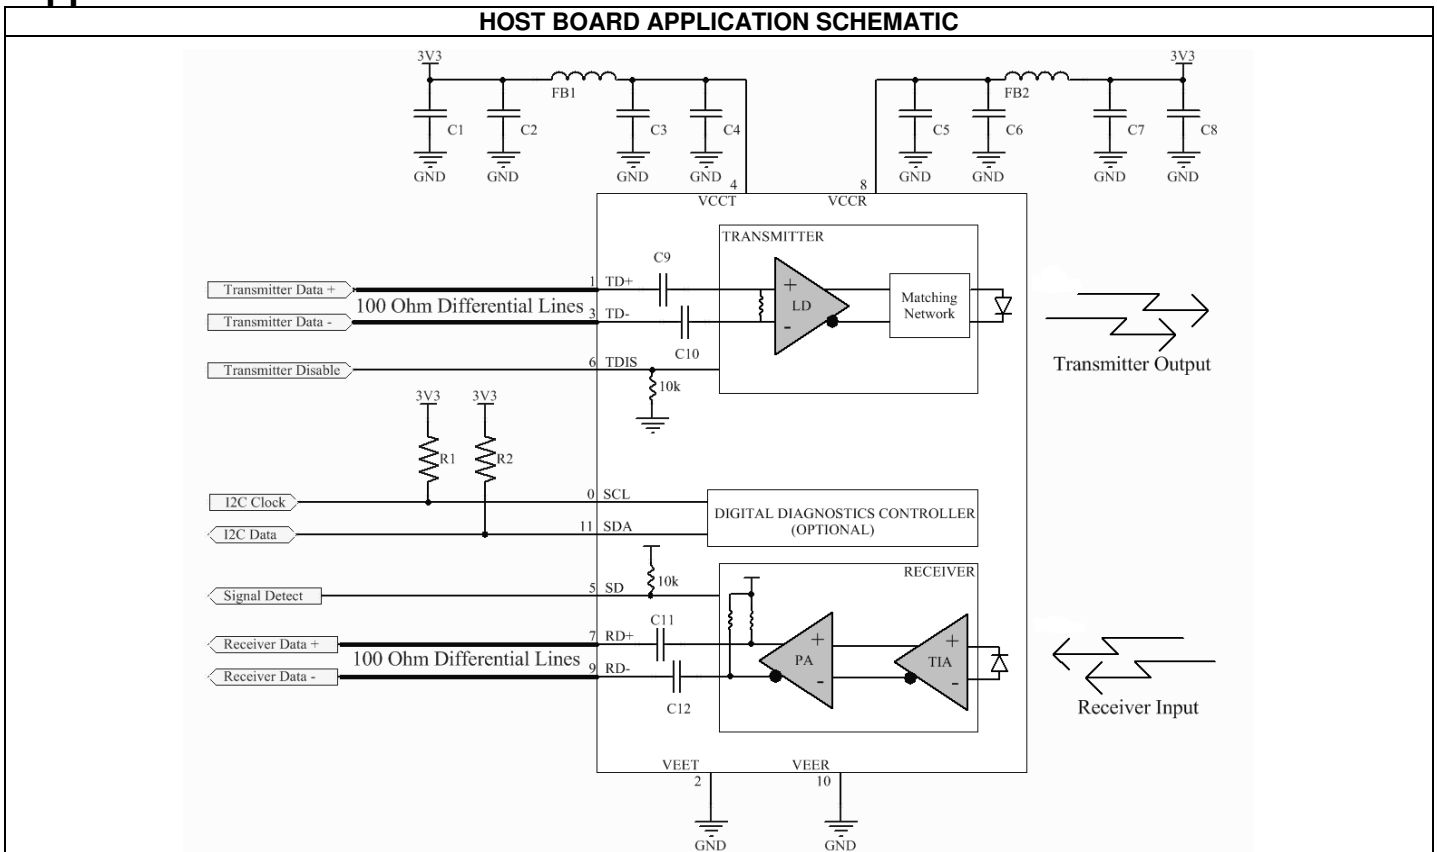 HOST BOARD APPLICATION SCHEMATIC
3V3
3V3
FB1
FB2
C1
C2
C3
C4
C5
C6
C7
C8
GND
GND
GND
GND
GND
GND
GND
GND
4
8
VCCT
VCCR
TRANSMITTER
C9
Transmitter Data +
1
TD+
100 Ohm Differential Lines
LD
+
-
Matching
Network
Transmitter Data -
3
TD-
C10
Transmitter Output
Transmitter Disable
6
TDIS
10k
3V3
3V3
R1
R2
I2C Clock
0
SCL
DIGITAL DIAGNOSTICS CONTROLLER
(OPTIONAL)
I2C Data
11
SDA
RECEIVER
10k
Signal Detect
5
SD
C11
Receiver Data +
7
RD+
100 Ohm Differential Lines
+
-
PA
+
-
TIA
Receiver Data -
9
RD-
C12
Receiver Input
VEET
VEER
2
10
GND
GND